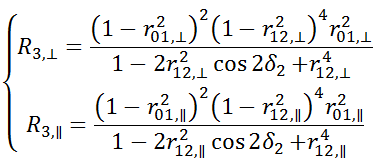 R_{3,⊥} = \frac{(1 − r_{01,⊥}^2)^2 (1 − r_{12,⊥}^2)^4 r_{01,⊥}^2}{1 − 2r_{12,⊥}^2 cos 2δ_2 + r_{12,⊥}^4}
R_{3,∥} = \frac{(1 − r_{01,∥}^2)^2 (1 − r_{12,∥}^2)^4 r_{01,∥}^2}{1 − 2r_{12,∥}^2 cos 2δ_2 + r_{12,∥}^4}